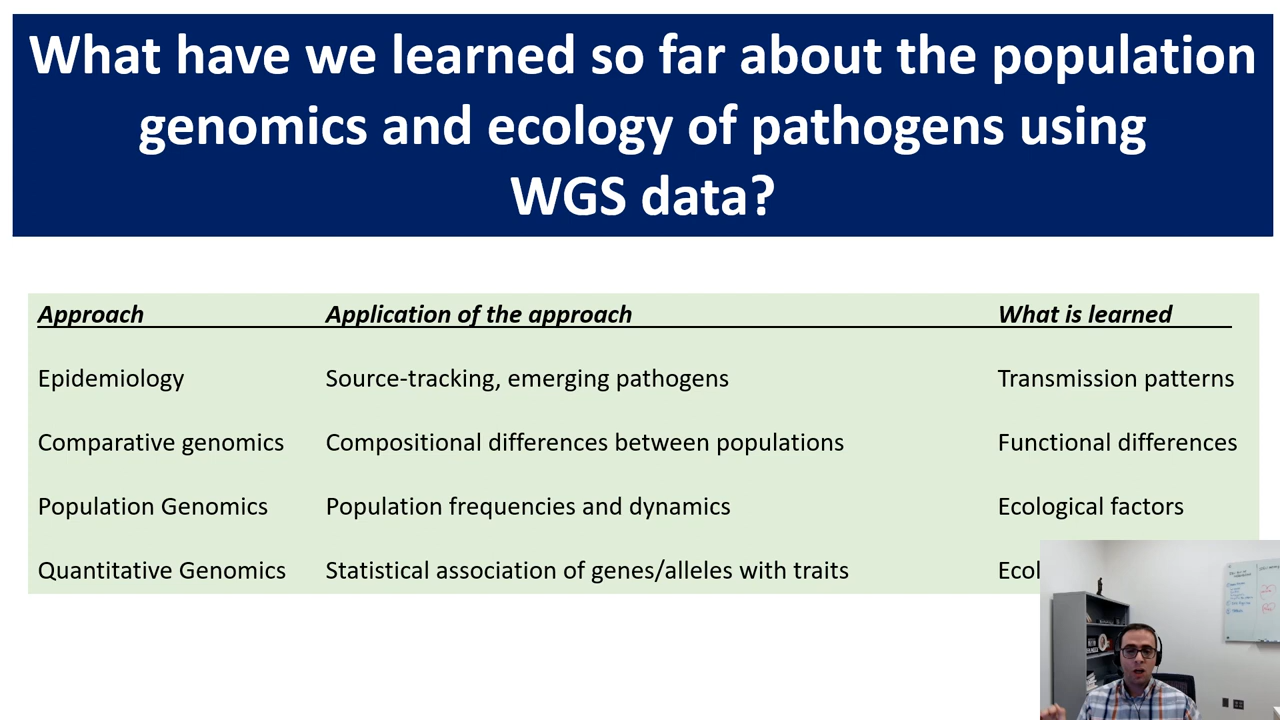 What have we learned so far about the population
genomics and ecology of pathogens using
WGS data?
Approach Application of the approach What is learned
Epidemiology Source-tracking, emerging pathogens Transmission patterns
Comparative genomics Compositional differences between populations Functional differences
Population Genomics Population frequencies and dynamics Ecological factors
Quantitative Genomics Statistical association of genes/alleles with traits